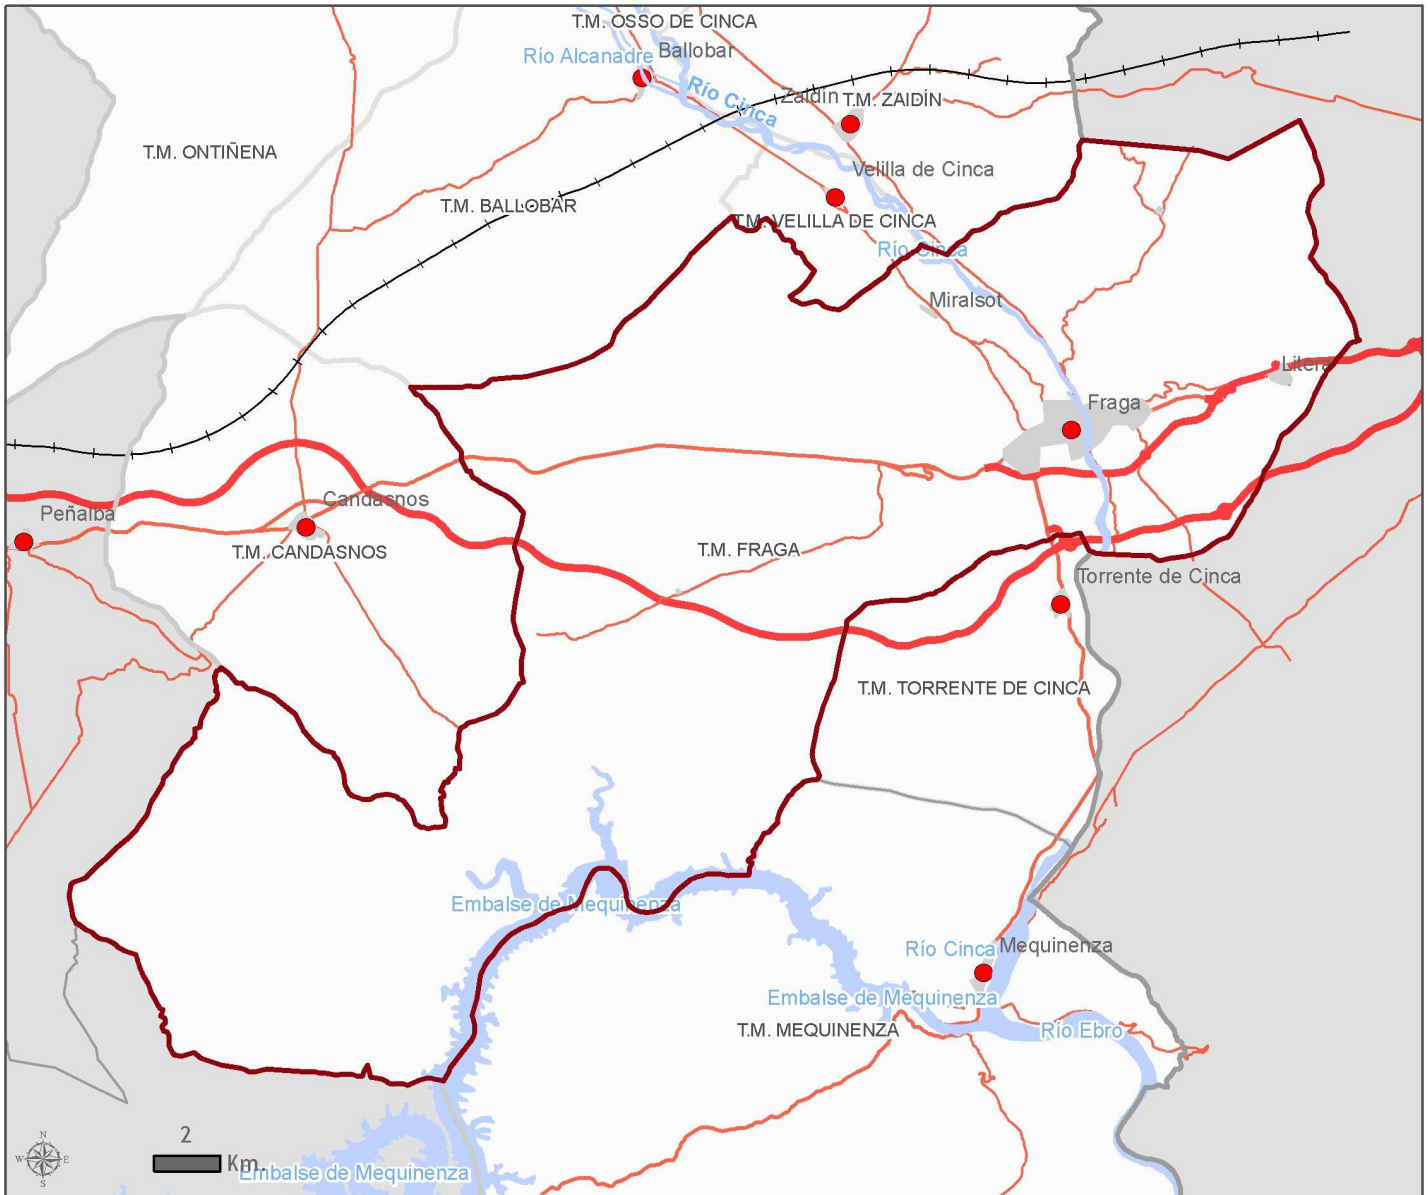 T.M. OSSO DE CINCA
Río Alcanadre
Ballobar
Río Cinca
Zaidín
T.M. ZAIDÍN
T.M. ONTIÑENA
Velilla de Cinca
T.M. BALLOBAR
T.M. VELILLA DE CINCA
Río Cinca
Miralsot
Litera
Fraga
Candasnos
Peñalba
T.M. CANDASNOS
T.M. FRAGA
Torrente de Cinca
T.M. TORRENTE DE CINCA
Embalse de Mequinenza
Río Cinca
Mequinenza
Embalse de Mequinenza
T.M. MEQUINENZA
Río Ebro
2
Km.
N
W
E
S
Embalse de Mequinenza